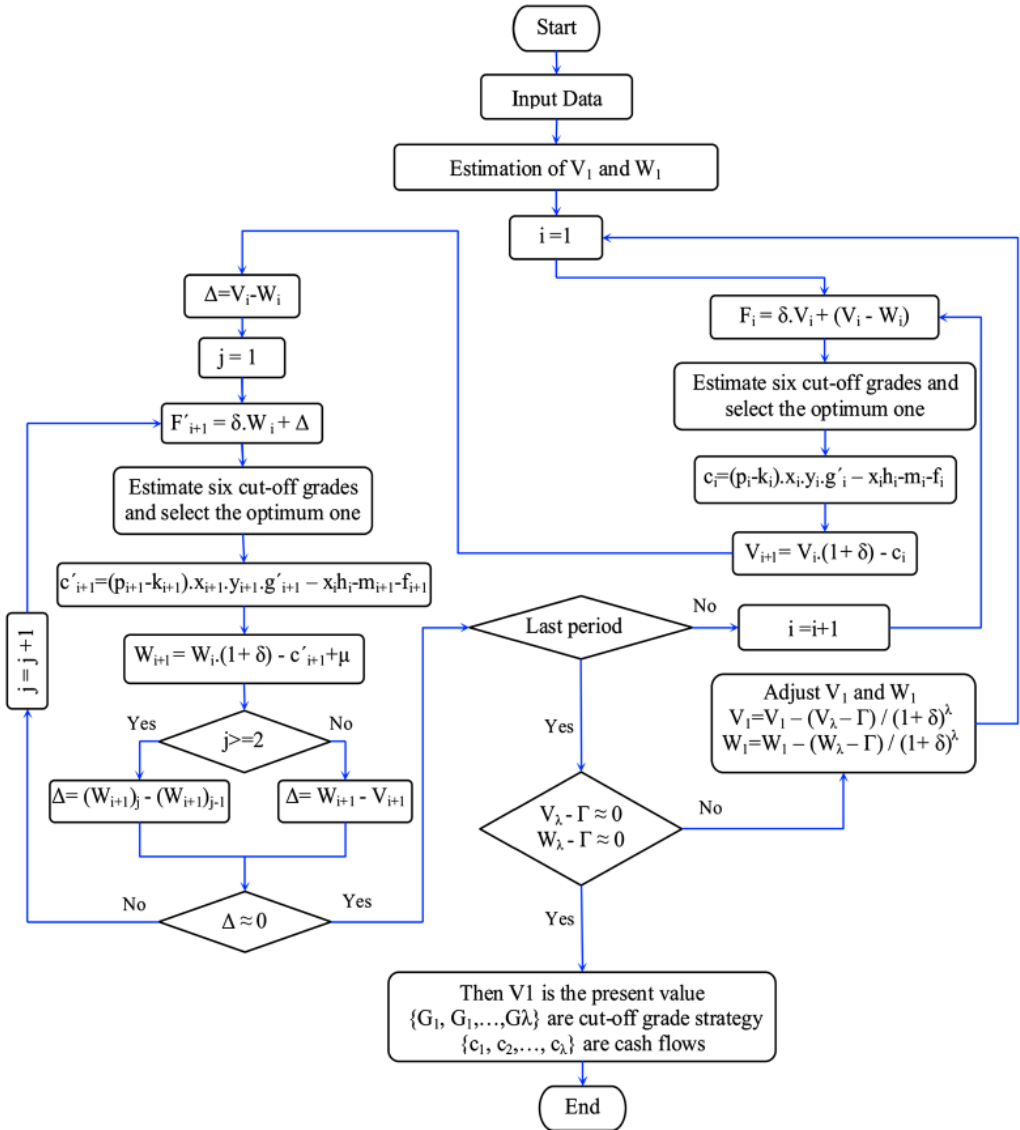 Start
Input Data
Estimation of V₁ and W₁
i =1
Fᵢ = δ.Vᵢ + (Vᵢ - Wᵢ)
Estimate six cut-off grades and
select the optimum one
cᵢ=(pᵢ-kᵢ).xᵢ.yᵢ.g´ᵢ – xᵢhᵢ-mᵢ-fᵢ
Vᵢ₊₁= Vᵢ.(1+ δ) - cᵢ
Δ=Vᵢ-Wᵢ
j = 1
F´ᵢ₊₁ = δ.Wᵢ + Δ
Estimate six cut-off grades
and select the optimum one
c´ᵢ₊₁=(pᵢ₊₁-kᵢ₊₁).xᵢ₊₁.yᵢ₊₁.g´ᵢ₊₁ – xᵢhᵢ-mᵢ₊₁-fᵢ₊₁
Wᵢ₊₁= Wᵢ.(1+ δ) - c´ᵢ₊₁+μ
j>=2
Yes
No
Δ= (Wᵢ₊₁)ⱼ - (Wᵢ₊₁)ⱼ₋₁
Δ= Wᵢ₊₁ - Vᵢ₊₁
Δ ≈ 0
No
Yes
j = j +1
Last period
No
i =i+1
Yes
V_λ - Γ ≈ 0
W_λ - Γ ≈ 0
No
Adjust V₁ and W₁
V₁=V₁ – (V_λ – Γ) / (1+ δ)^λ
W₁=W₁ – (W_λ – Γ) / (1+ δ)^λ
Yes
Then V1 is the present value
{G₁, G₁,…,Gλ} are cut-off grade strategy
{c₁, c₂,…, c_λ} are cash flows
End